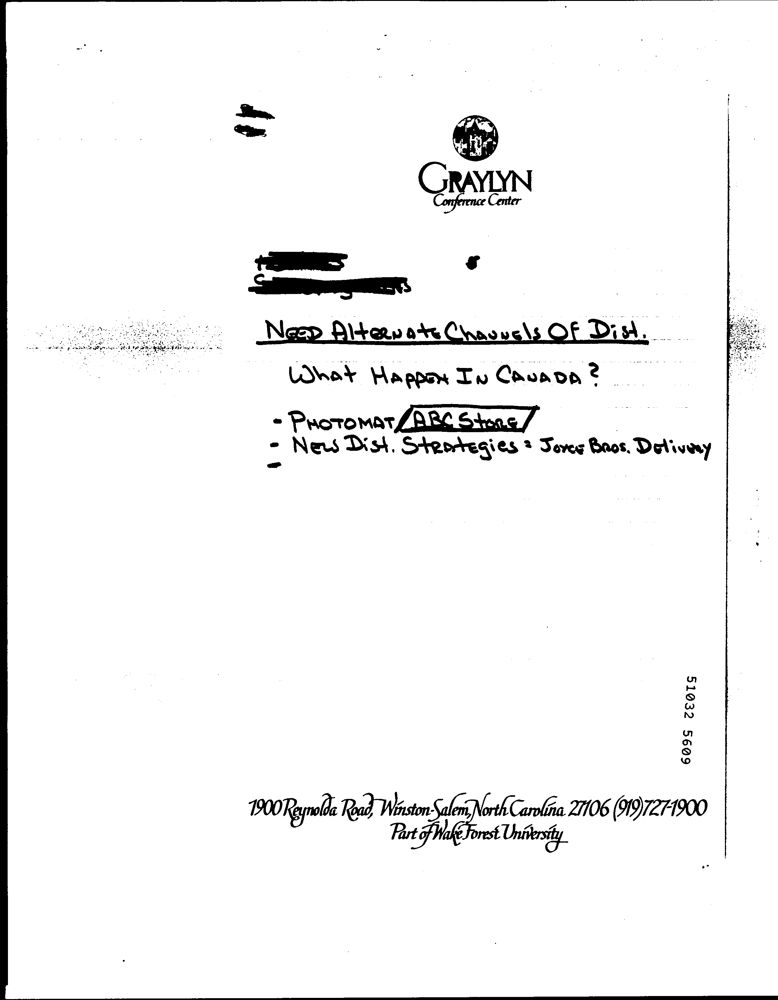 GRAYLYN
Conference Center
NEED AlteRNate Channels Of Dist.
What Happen In Canada?
- PHOTOMAT/ABC Store/
- New Dist. Strategies = Joyce Bros. Delivery
-
51032 5609
1900 Reynolda Road, Winston-Salem, North Carolina 27106 (919)727-1900
Part of Wake Forest University